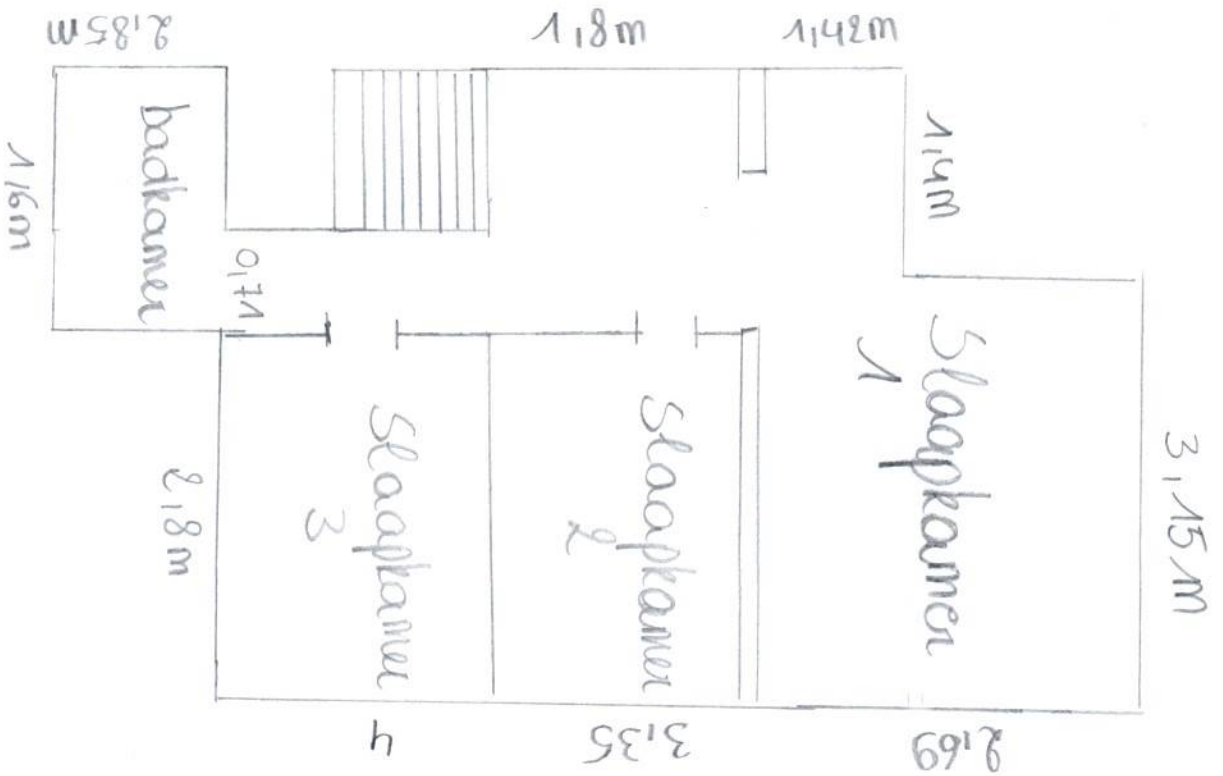 2,85m
1,8m
1,42m
badkamer
1,6m
1,4m
0,71
Slaapkamer
1
3,15m
Slaapkamer
2
Slaapkamer
3
2,8m
4
3,35
2,69